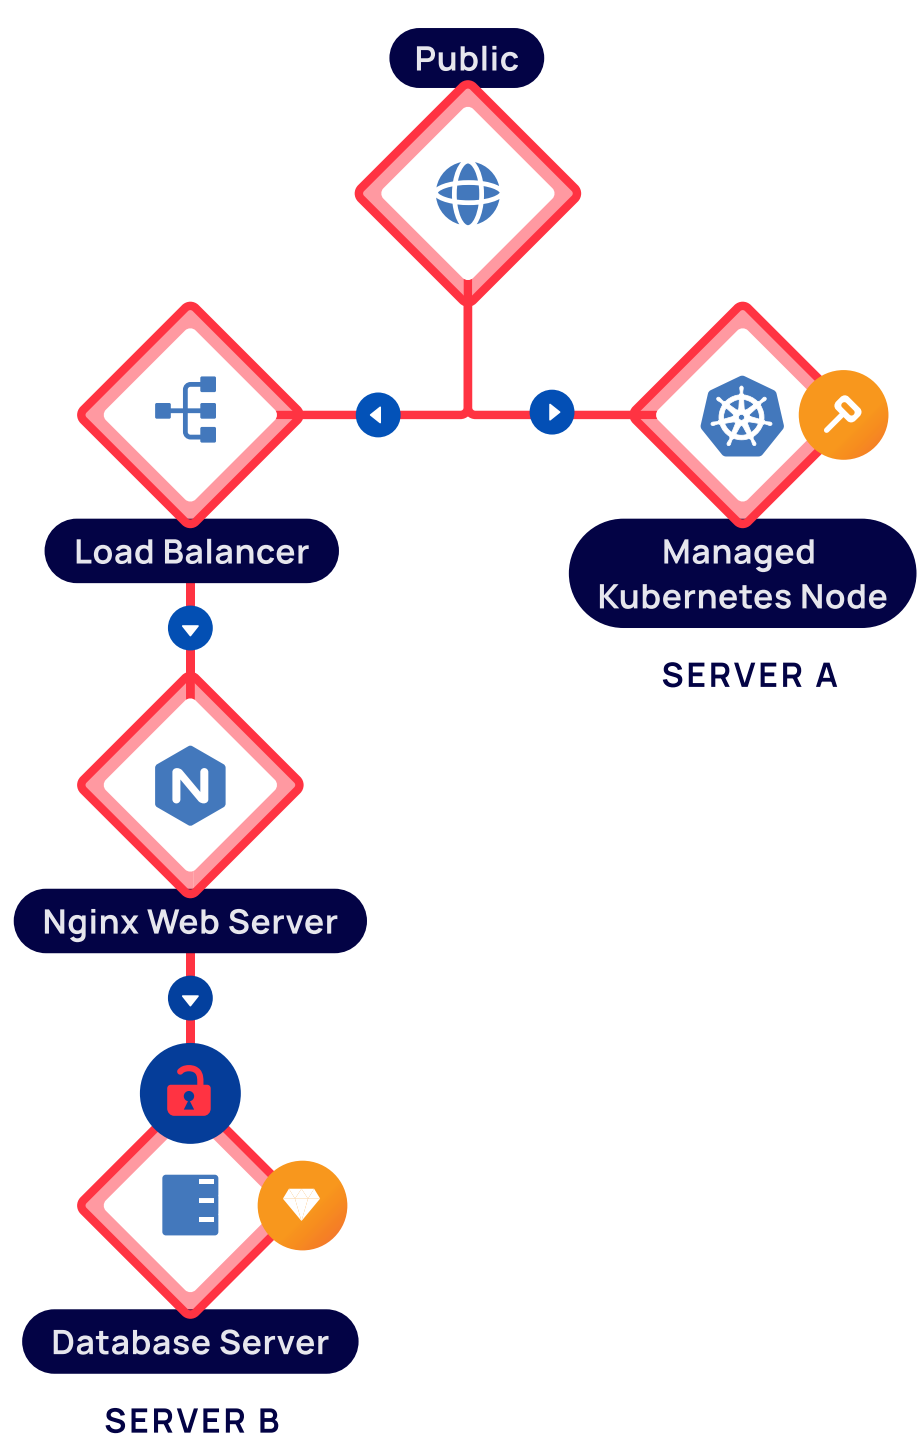 Public
Load Balancer
Managed
Kubernetes Node
SERVER A
N
Nginx Web Server
Database Server
SERVER B